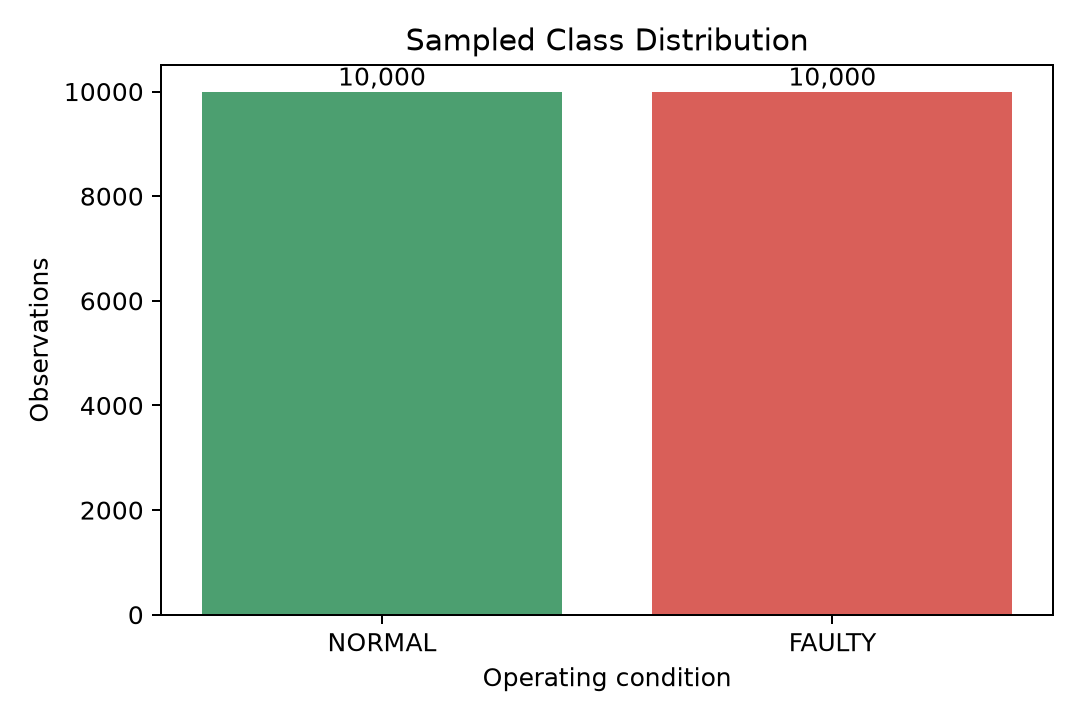 Sampled Class Distribution
10,000 10,000
10000
8000
6000
4000
2000
0
Observations
NORMAL FAULTY
Operating condition